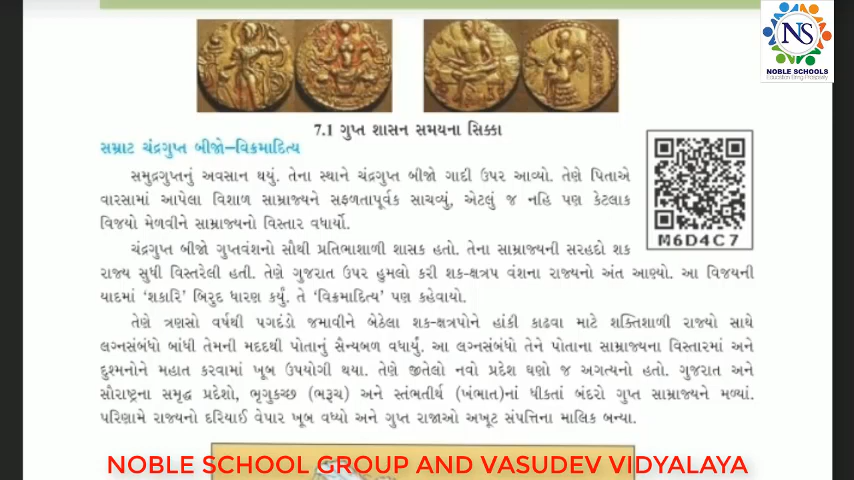 NS
NOBLE SCHOOLS
7.1 ગુપ્ત શાસન સમયના સિક્કા
સમ્રાટ ચંદ્રગુપ્ત બીજો–વિક્રમાદિત્ય
સમુદ્રગુપ્તનું અવસાન થયું. તેના સ્થાને ચંદ્રગુપ્ત બીજો ગાદી ઉપર આવ્યો. તેણે પિતાએ
વારસામાં આપેલા વિશાળ સામ્રાજ્યને સફળતાપૂર્વક સાચવ્યું, એટલું જ નહિ પણ કેટલાક
વિજયો મેળવીને સામ્રાજ્યનો વિસ્તાર વધાર્યો.
M6D4C7
ચંદ્રગુપ્ત બીજો ગુપ્તવંશનો સૌથી પ્રતિભાશાળી શાસક હતો. તેના સામ્રાજ્યની સરહદો શક
રાજ્ય સુધી વિસ્તરેલી હતી. તેણે ગુજરાત ઉપર હુમલો કરી શક-ક્ષત્રપ વંશના રાજ્યનો અંત આણ્યો. આ વિજયની
યાદમાં ‘શકારિ’ બિરુદ ધારણ કર્યું. તે ‘વિક્રમાદિત્ય’ પણ કહેવાયો.
તેણે ત્રણસો વર્ષથી પગદંડો જમાવીને બેઠેલા શક-ક્ષત્રપોને હાંકી કાઢવા માટે શક્તિશાળી રાજ્યો સાથે
લગ્નસંબંધો બાંધી તેમની મદદથી પોતાનું સૈન્યબળ વધાર્યું. આ લગ્નસંબંધો તેને પોતાના સામ્રાજ્યના વિસ્તારમાં અને
દુશ્મનોને મહાત કરવામાં ખૂબ ઉપયોગી થયા. તેણે જીતેલો નવો પ્રદેશ ઘણો જ અગત્યનો હતો. ગુજરાત અને
સૌરાષ્ટ્રના સમૃદ્ધ પ્રદેશો, ભૃગુકચ્છ (ભરૂચ) અને સ્તંભતીર્થ (ખંભાત)નાં ધીકતાં બંદરો ગુપ્ત સામ્રાજ્યને મળ્યાં.
પરિણામે રાજ્યનો દરિયાઈ વેપાર ખૂબ વધ્યો અને ગુપ્ત રાજાઓ અખૂટ સંપત્તિના માલિક બન્યા.
NOBLE SCHOOL GROUP AND VASUDEV VIDYALAYA